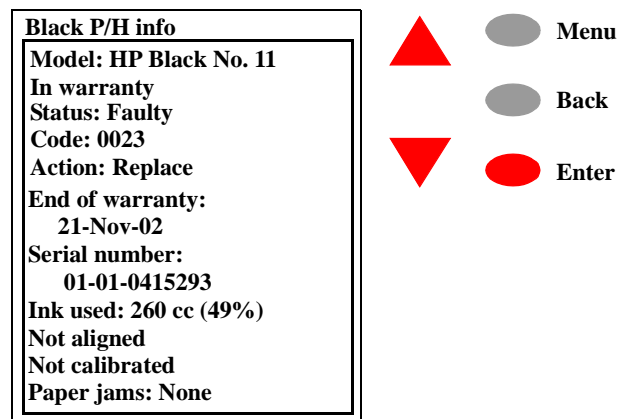 Black P/H info
Model: HP Black No. 11
In warranty
Status: Faulty
Code: 0023
Action: Replace
End of warranty:
21-Nov-02
Serial number:
01-01-0415293
Ink used: 260 cc (49%)
Not aligned
Not calibrated
Paper jams: None
Menu
Back
Enter